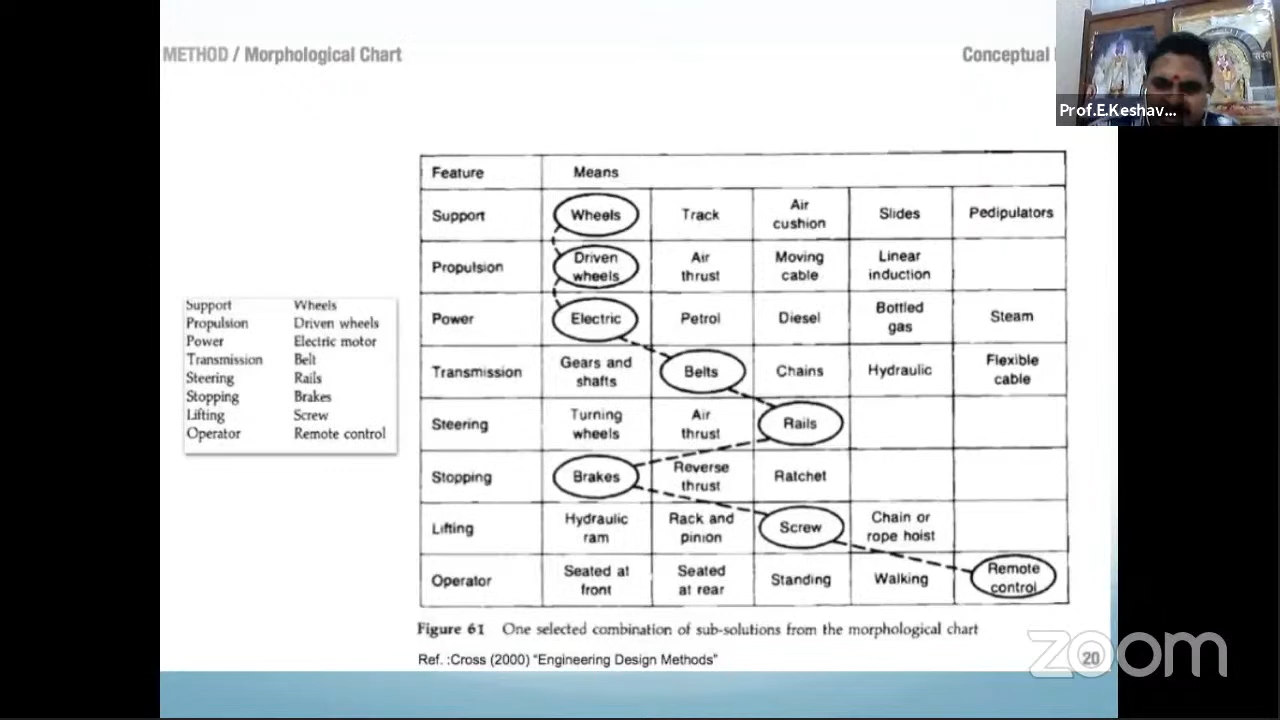 METHOD / Morphological Chart
Conceptual
Prof.E.Keshav...
Feature Means
Support Wheels Track Air cushion Slides Pedipulators
Propulsion Driven wheels Air thrust Moving cable Linear induction
Power Electric Petrol Diesel Bottled gas Steam
Transmission Gears and shafts Belts Chains Hydraulic Flexible cable
Steering Turning wheels Air thrust Rails
Stopping Brakes Reverse thrust Ratchet
Lifting Hydraulic ram Rack and pinion Screw Chain or rope hoist
Operator Seated at front Seated at rear Standing Walking Remote control
Support Wheels
Propulsion Driven wheels
Power Electric motor
Transmission Belt
Steering Rails
Stopping Brakes
Lifting Screw
Operator Remote control
Figure 61 One selected combination of sub-solutions from the morphological chart
Ref. :Cross (2000) "Engineering Design Methods"
20
zoom